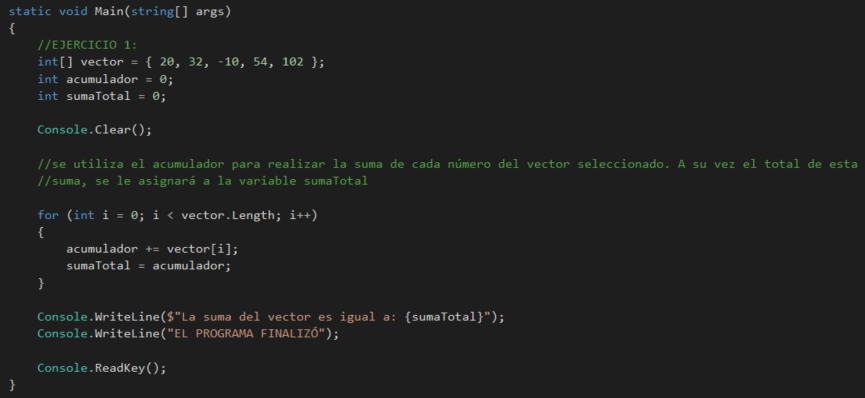 static void Main(string[] args)
{
//EJERCICIO 1:
int[] vector = { 20, 32, -10, 54, 102 };
int acumulador = 0;
int sumaTotal = 0;
Console.Clear();
//se utiliza el acumulador para realizar la suma de cada número del vector seleccionado. A su vez el total de esta
//suma, se le asignará a la variable sumaTotal
for (int i = 0; i < vector.Length; i++)
{
acumulador += vector[i];
sumaTotal = acumulador;
}
Console.WriteLine($"La suma del vector es igual a: {sumaTotal}");
Console.WriteLine("EL PROGRAMA FINALIZÓ");
Console.ReadKey();
}